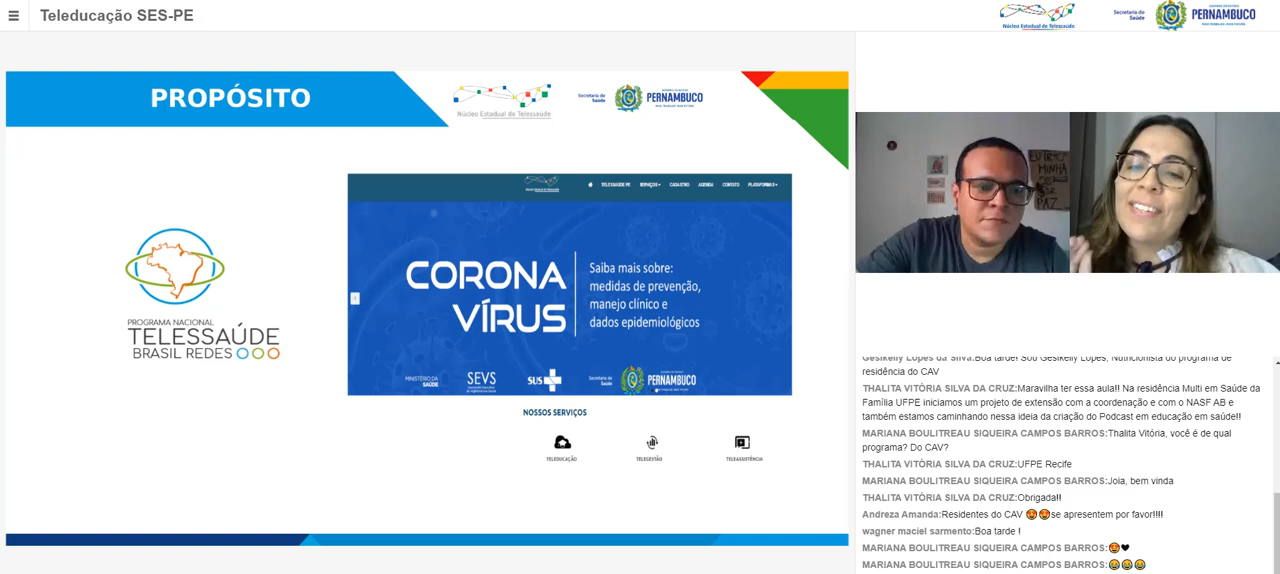 Teleducação SES-PE
Núcleo Estadual de Telessaúde
Secretaria de
Saúde
PERNAMBUCO
PROPÓSITO
Núcleo Estadual de Telessaúde
Secretaria de
Saúde
PERNAMBUCO
TELESSAÚDE PE SERVIÇOS CADASTRO AGENDA CONTATO PLATAFORMAS
CORONA
VÍRUS
Saiba mais sobre:
medidas de prevenção,
manejo clínico e
dados epidemiológicos
PROGRAMA NACIONAL
TELESSAÚDE
BRASIL REDES
MINISTÉRIO DA
SAÚDE
SEVS
SUS
Secretaria de
Saúde
PERNAMBUCO
NOSSOS SERVIÇOS
TELEDUCAÇÃO TELEGESTÃO TELEASSISTÊNCIA
MINHA
PAZ
Gesikelly Lopes da Silva:Boa tarde! Sou Gesikelly Lopes, Nutricionista do programa de
residência do CAV
THALITA VITÓRIA SILVA DA CRUZ:Maravilha ter essa aula!! Na residência Multi em Saúde da
Família UFPE iniciamos um projeto de extensão com a coordenação e com o NASF AB e
também estamos caminhando nessa ideia da criação do Podcast em educação em saúde!!
MARIANA BOULITREAU SIQUEIRA CAMPOS BARROS:Thalita Vitória, você é de qual
programa? Do CAV?
THALITA VITÓRIA SILVA DA CRUZ:UFPE Recife
MARIANA BOULITREAU SIQUEIRA CAMPOS BARROS:Joia, bem vinda
THALITA VITÓRIA SILVA DA CRUZ:Obrigada!!
Andreza Amanda:Residentes do CAV 🥰🥰se apresentem por favor!!!!
wagner maciel sarmento:Boa tarde !
MARIANA BOULITREAU SIQUEIRA CAMPOS BARROS:🥰❤
MARIANA BOULITREAU SIQUEIRA CAMPOS BARROS:😂😂😂